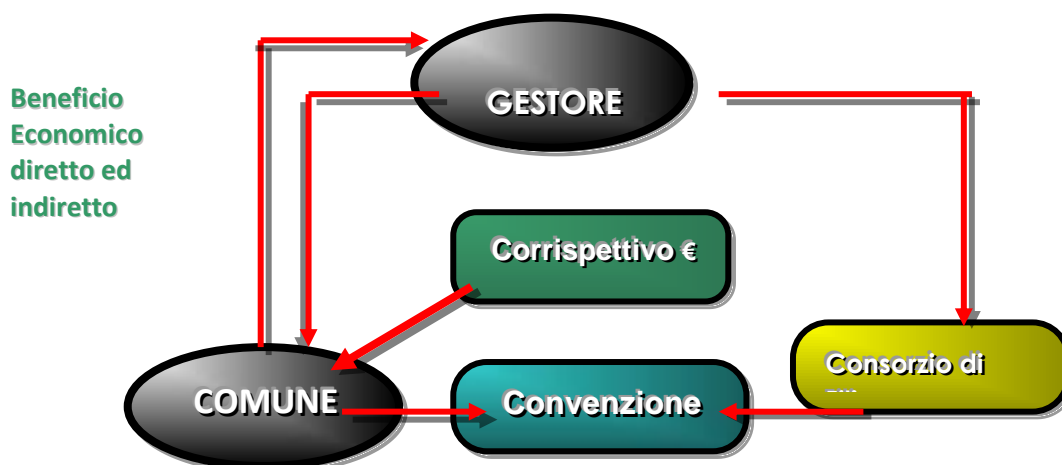 Beneficio
Economico
diretto ed
indiretto
GESTORE
Corrispettivo €
COMUNE
Convenzione
Consorzio di